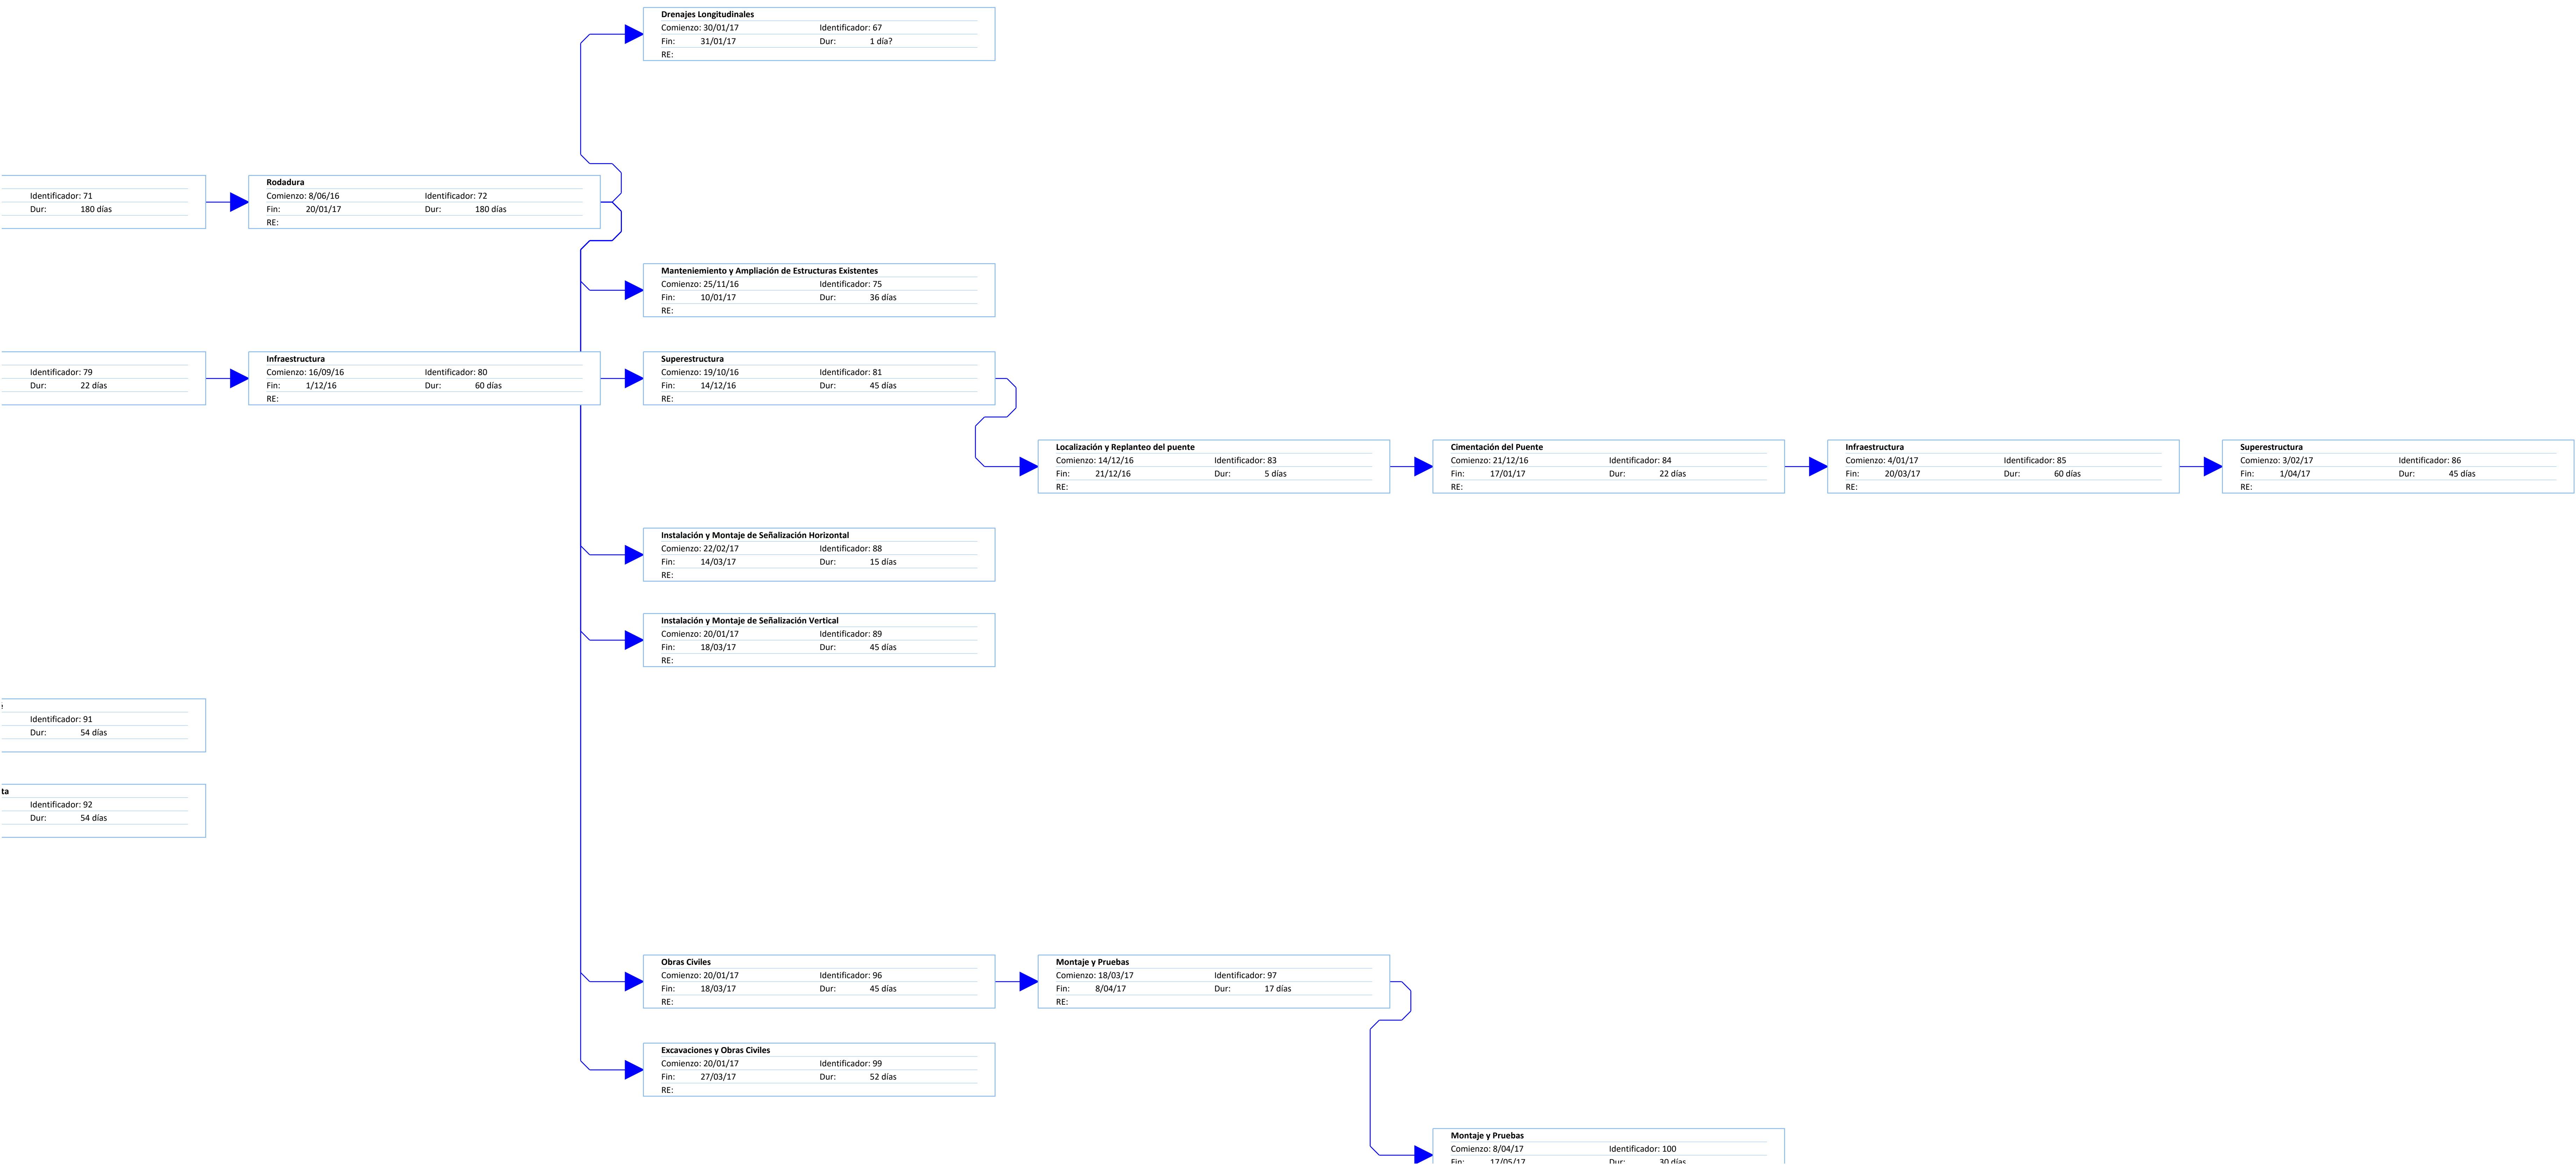 Drenajes Longitudinales
Comienzo: 30/01/17 Identificador: 67
Fin: 31/01/17 Dur: 1 día?
RE:
Identificador: 71
Dur: 180 días
Rodadura
Comienzo: 8/06/16 Identificador: 72
Fin: 20/01/17 Dur: 180 días
RE:
Manteniemiento y Ampliación de Estructuras Existentes
Comienzo: 25/11/16 Identificador: 75
Fin: 10/01/17 Dur: 36 días
RE:
Identificador: 79
Dur: 22 días
Infraestructura
Comienzo: 16/09/16 Identificador: 80
Fin: 1/12/16 Dur: 60 días
RE:
Superestructura
Comienzo: 19/10/16 Identificador: 81
Fin: 14/12/16 Dur: 45 días
RE:
Localización y Replanteo del puente
Comienzo: 14/12/16 Identificador: 83
Fin: 21/12/16 Dur: 5 días
RE:
Cimentación del Puente
Comienzo: 21/12/16 Identificador: 84
Fin: 17/01/17 Dur: 22 días
RE:
Infraestructura
Comienzo: 4/01/17 Identificador: 85
Fin: 20/03/17 Dur: 60 días
RE:
Superestructura
Comienzo: 3/02/17 Identificador: 86
Fin: 1/04/17 Dur: 45 días
RE:
Instalación y Montaje de Señalización Horizontal
Comienzo: 22/02/17 Identificador: 88
Fin: 14/03/17 Dur: 15 días
RE:
Instalación y Montaje de Señalización Vertical
Comienzo: 20/01/17 Identificador: 89
Fin: 18/03/17 Dur: 45 días
RE:
Identificador: 91
Dur: 54 días
ta
Identificador: 92
Dur: 54 días
Obras Civiles
Comienzo: 20/01/17 Identificador: 96
Fin: 18/03/17 Dur: 45 días
RE:
Montaje y Pruebas
Comienzo: 18/03/17 Identificador: 97
Fin: 8/04/17 Dur: 17 días
RE:
Excavaciones y Obras Civiles
Comienzo: 20/01/17 Identificador: 99
Fin: 27/03/17 Dur: 52 días
RE:
Montaje y Pruebas
Comienzo: 8/04/17 Identificador: 100
Fin: 17/05/17 Dur: 30 días